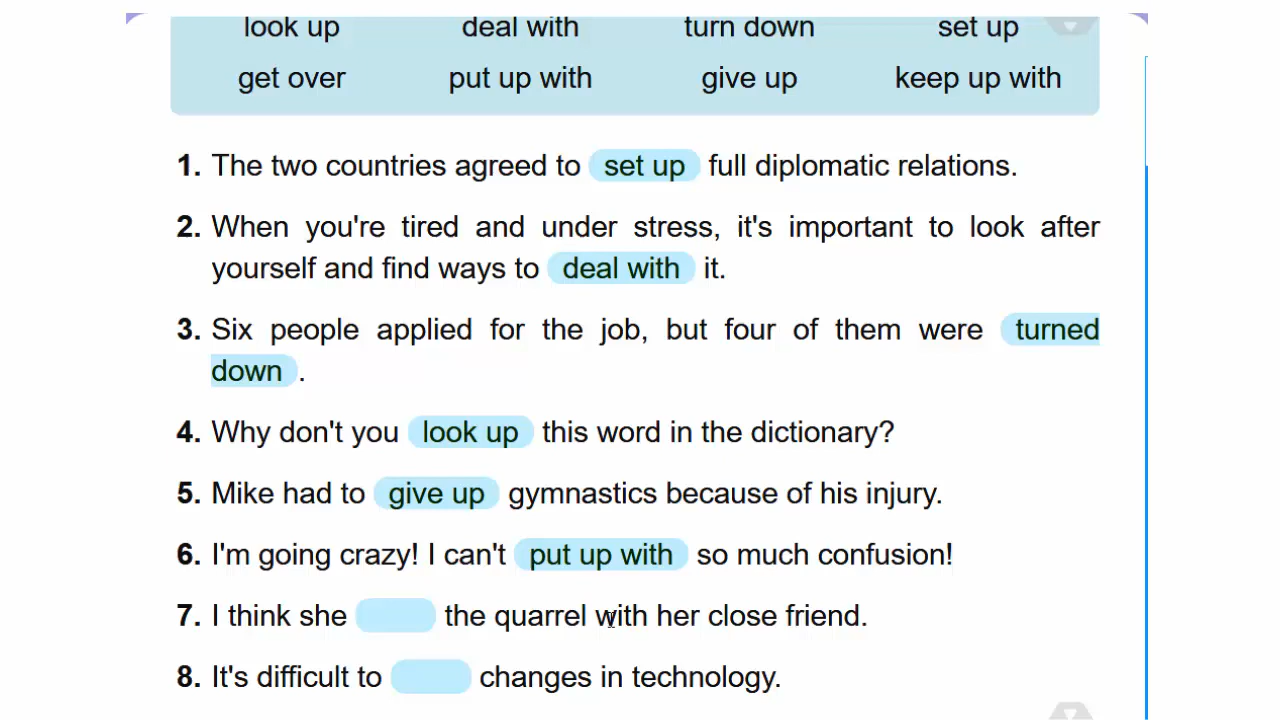 look up deal with turn down set up
get over put up with give up keep up with
1. The two countries agreed to set up full diplomatic relations.
2. When you're tired and under stress, it's important to look after
yourself and find ways to deal with it.
3. Six people applied for the job, but four of them were turned
down .
4. Why don't you look up this word in the dictionary?
5. Mike had to give up gymnastics because of his injury.
6. I'm going crazy! I can't put up with so much confusion!
7. I think she the quarrel with her close friend.
8. It's difficult to changes in technology.